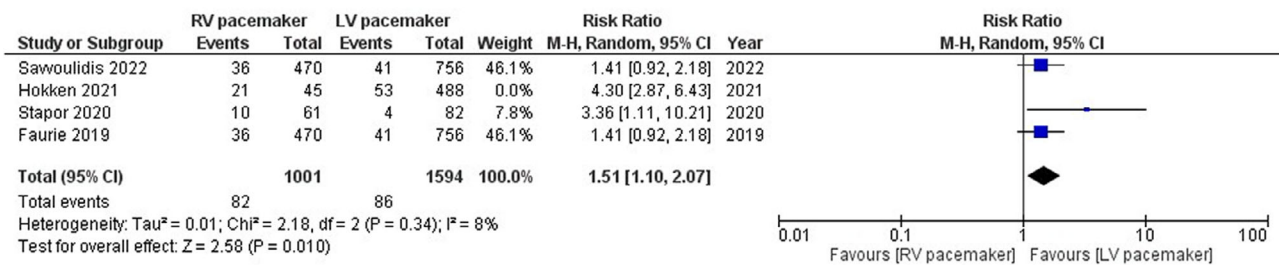 RV pacemaker LV pacemaker Risk Ratio Risk Ratio
Study or Subgroup Events Total Events Total Weight M-H, Random, 95% CI Year M-H, Random, 95% CI
Sawoulidis 2022 36 470 41 756 46.1% 1.41 [0.92, 2.18] 2022
Hokken 2021 21 45 53 488 0.0% 4.30 [2.87, 6.43] 2021
Stapor 2020 10 61 4 82 7.8% 3.36 [1.11, 10.21] 2020
Faurie 2019 36 470 41 756 46.1% 1.41 [0.92, 2.18] 2019
Total (95% CI) 1001 1594 100.0% 1.51 [1.10, 2.07]
Total events 82 86
Heterogeneity: Tau² = 0.01; Chi² = 2.18, df = 2 (P = 0.34); I² = 8%
Test for overall effect: Z = 2.58 (P = 0.010)
0.01 0.1 1 10 100
Favours [RV pacemaker] Favours [LV pacemaker]